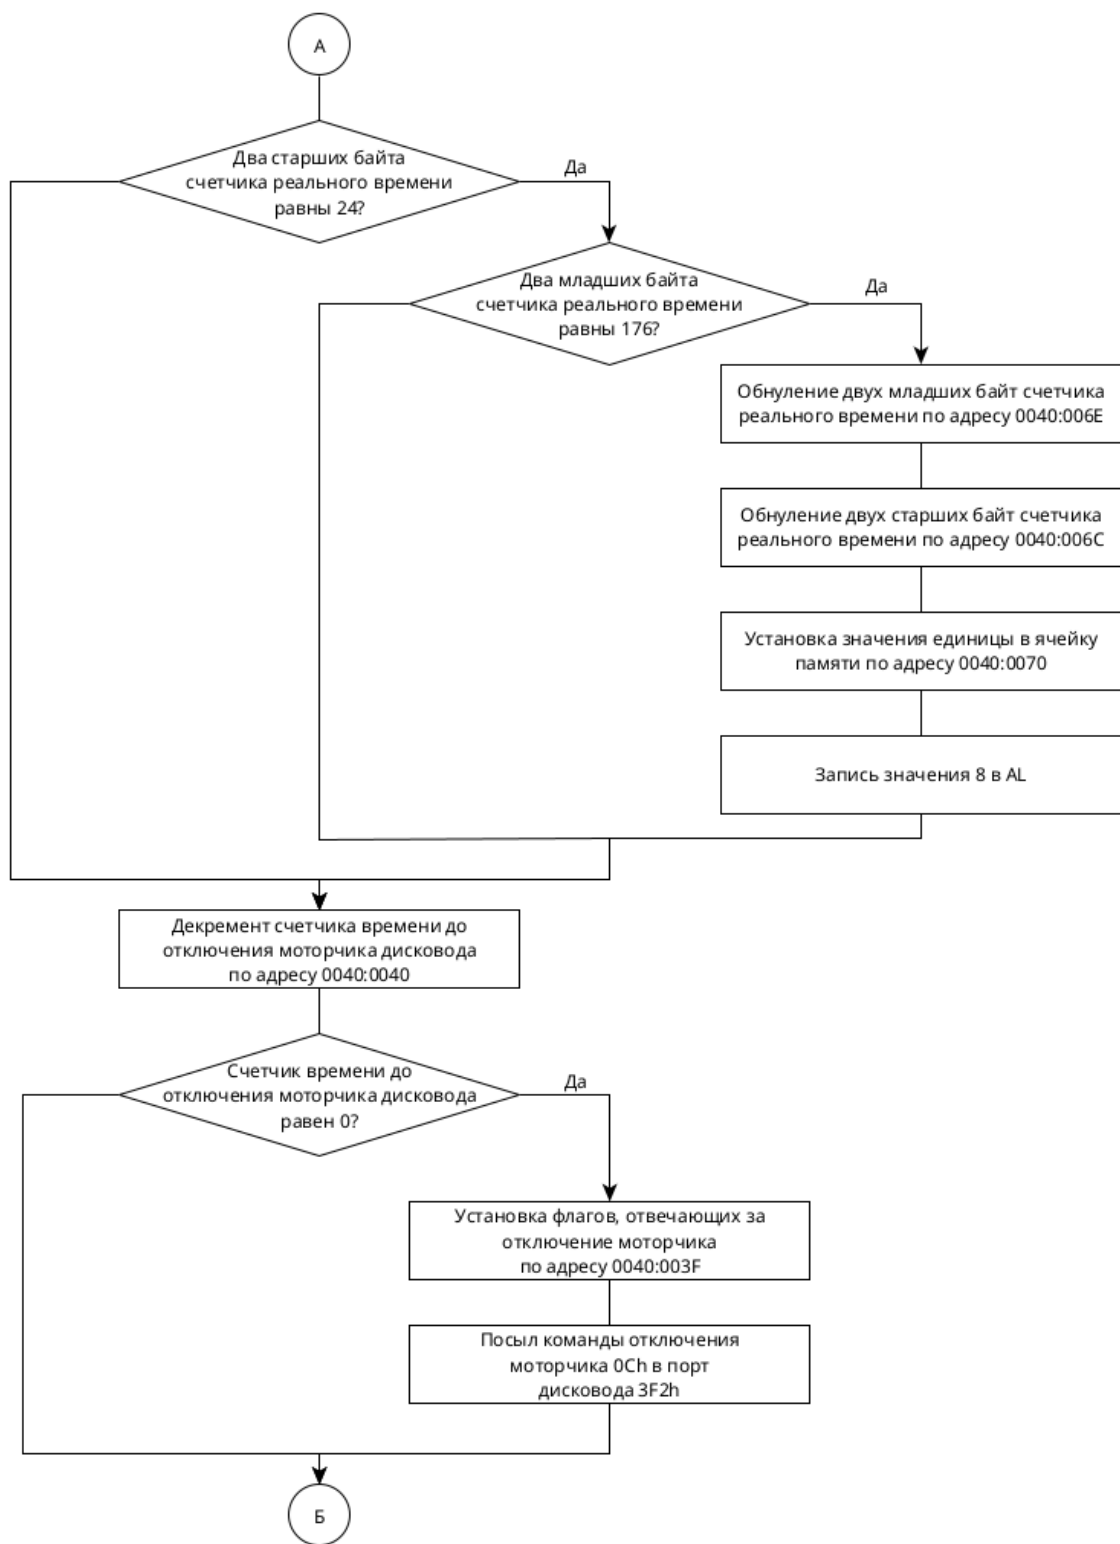 А
Два старших байта
счетчика реального времени
равны 24?
Да
Два младших байта
счетчика реального времени
равны 176?
Да
Обнуление двух младших байт счетчика
реального времени по адресу 0040:006E
Обнуление двух старших байт счетчика
реального времени по адресу 0040:006C
Установка значения единицы в ячейку
памяти по адресу 0040:0070
Запись значения 8 в AL
Декремент счетчика времени до
отключения моторчика дисковода
по адресу 0040:0040
Счетчик времени до
отключения моторчика дисковода
равен 0?
Да
Установка флагов, отвечающих за
отключение моторчика
по адресу 0040:003F
Посыл команды отключения
моторчика 0Ch в порт
дисковода 3F2h
Б